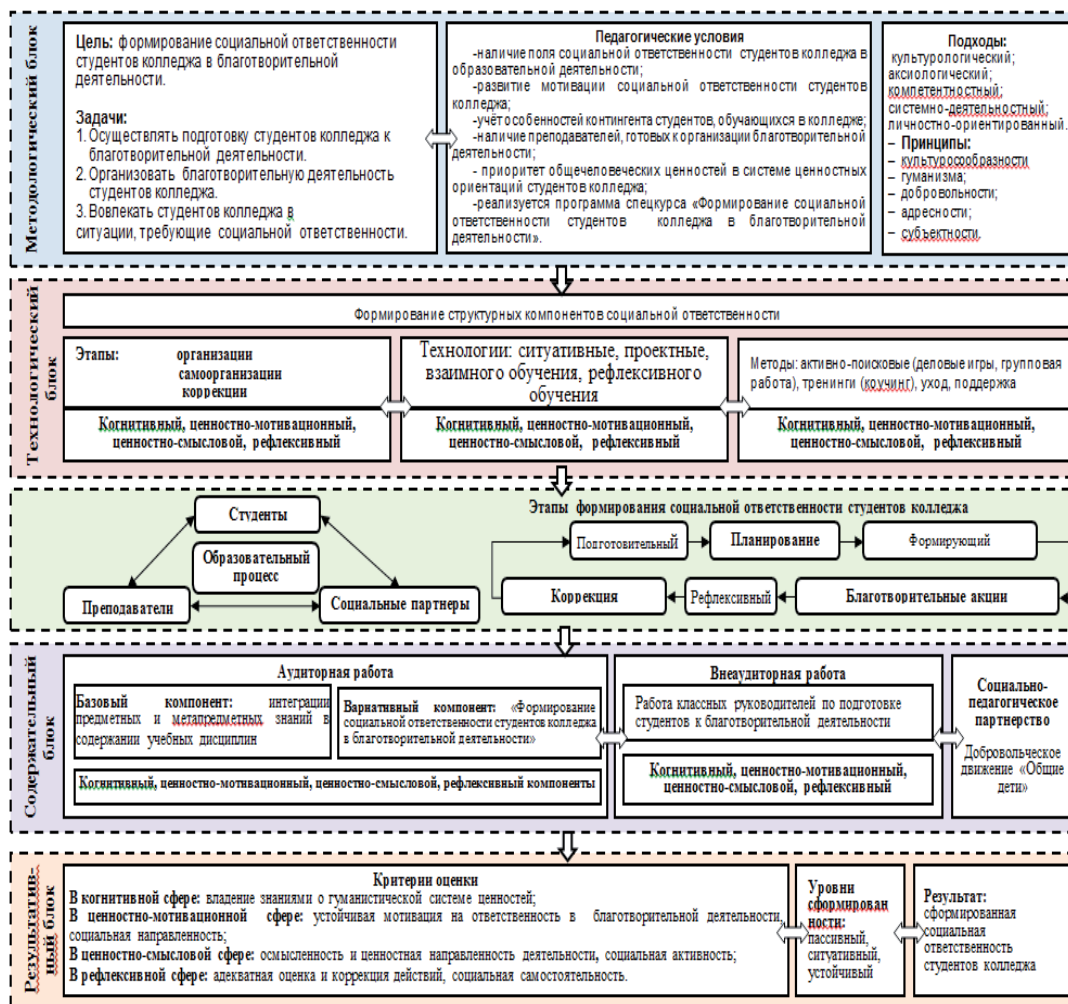 Методологический блок
Цель: формирование социальной ответственности
студентов колледжа в благотворительной
деятельности.
Задачи:
1. Осуществлять подготовку студентов колледжа к
благотворительной деятельности.
2. Организовать благотворительную деятельность
студентов колледжа.
3. Вовлекать студентов колледжа в
ситуации, требующие социальной ответственности.
Педагогические условия
-наличие поля социальной ответственности студентов колледжа в
образовательной деятельности;
-развитие мотивации социальной ответственности студентов
колледжа;
-учёт особенностей контингента студентов, обучающихся в колледже;
-наличие преподавателей, готовых к организации благотворительной
деятельности;
- приоритет общечеловеческих ценностей в системе ценностных
ориентаций студентов колледжа;
-реализуется программа спецкурса «Формирование социальной
ответственности студентов колледжа в благотворительной
деятельности».
Подходы:
культурологический;
аксиологический;
компетентностный;
системно-деятельностный;
личностно-ориентированный.
– Принципы:
– культуросообразности
– гуманизма;
– добровольности;
– адресности;
– субъектности.
Технологический
блок
Формирование структурных компонентов социальной ответственности
Этапы: организации
самоорганизации
коррекции
Когнитивный, ценностно-мотивационный,
ценностно-смысловой, рефлексивный
Технологии: ситуативные, проектные,
взаимного обучения, рефлексивного
обучения
Когнитивный, ценностно-мотивационный,
ценностно-смысловой, рефлексивный
Методы: активно-поисковые (деловые игры, групповая
работа), тренинги (коучинг), уход, поддержка
Когнитивный, ценностно-мотивационный,
ценностно-смысловой, рефлексивный
Студенты
Образовательный
процесс
Преподаватели
Социальные партнеры
Этапы формирования социальной ответственности студентов колледжа
Подготовительный
Планирование
Формирующий
Коррекция
Рефлексивный
Благотворительные акции
Содержательный
блок
Аудиторная работа
Базовый компонент: интеграции
предметных и метапредметных знаний в
содержании учебных дисциплин
Вариативный компонент: «Формирование
социальной ответственности студентов колледжа
в благотворительной деятельности»
Когнитивный, ценностно-мотивационный, ценностно-смысловой, рефлексивный компоненты
Внеаудиторная работа
Работа классных руководителей по подготовке
студентов к благотворительной деятельности
Когнитивный, ценностно-мотивационный,
ценностно-смысловой, рефлексивный
Социально-
педагогическое
партнерство
Добровольческое
движение «Общие
дети»
Результатив-
ный блок
Критерии оценки
В когнитивной сфере: владение знаниями о гуманистической системе ценностей;
В ценностно-мотивационной сфере: устойчивая мотивация на ответственность в благотворительной деятельности,
социальная направленность;
В ценностно-смысловой сфере: осмысленность и ценностная направленность деятельности, социальная активность;
В рефлексивной сфере: адекватная оценка и коррекция действий, социальная самостоятельность.
Уровни
сформирован
ности:
пассивный,
ситуативный,
устойчивый
Результат:
сформированная
социальная
ответственность
студентов колледжа